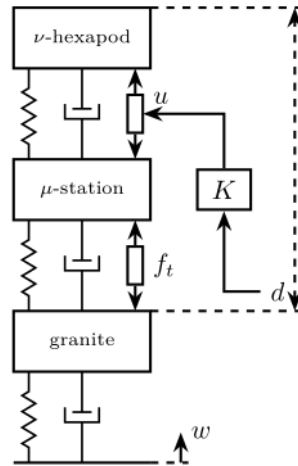 ν-hexapod
u
μ-station
K
f_t
d
granite
w